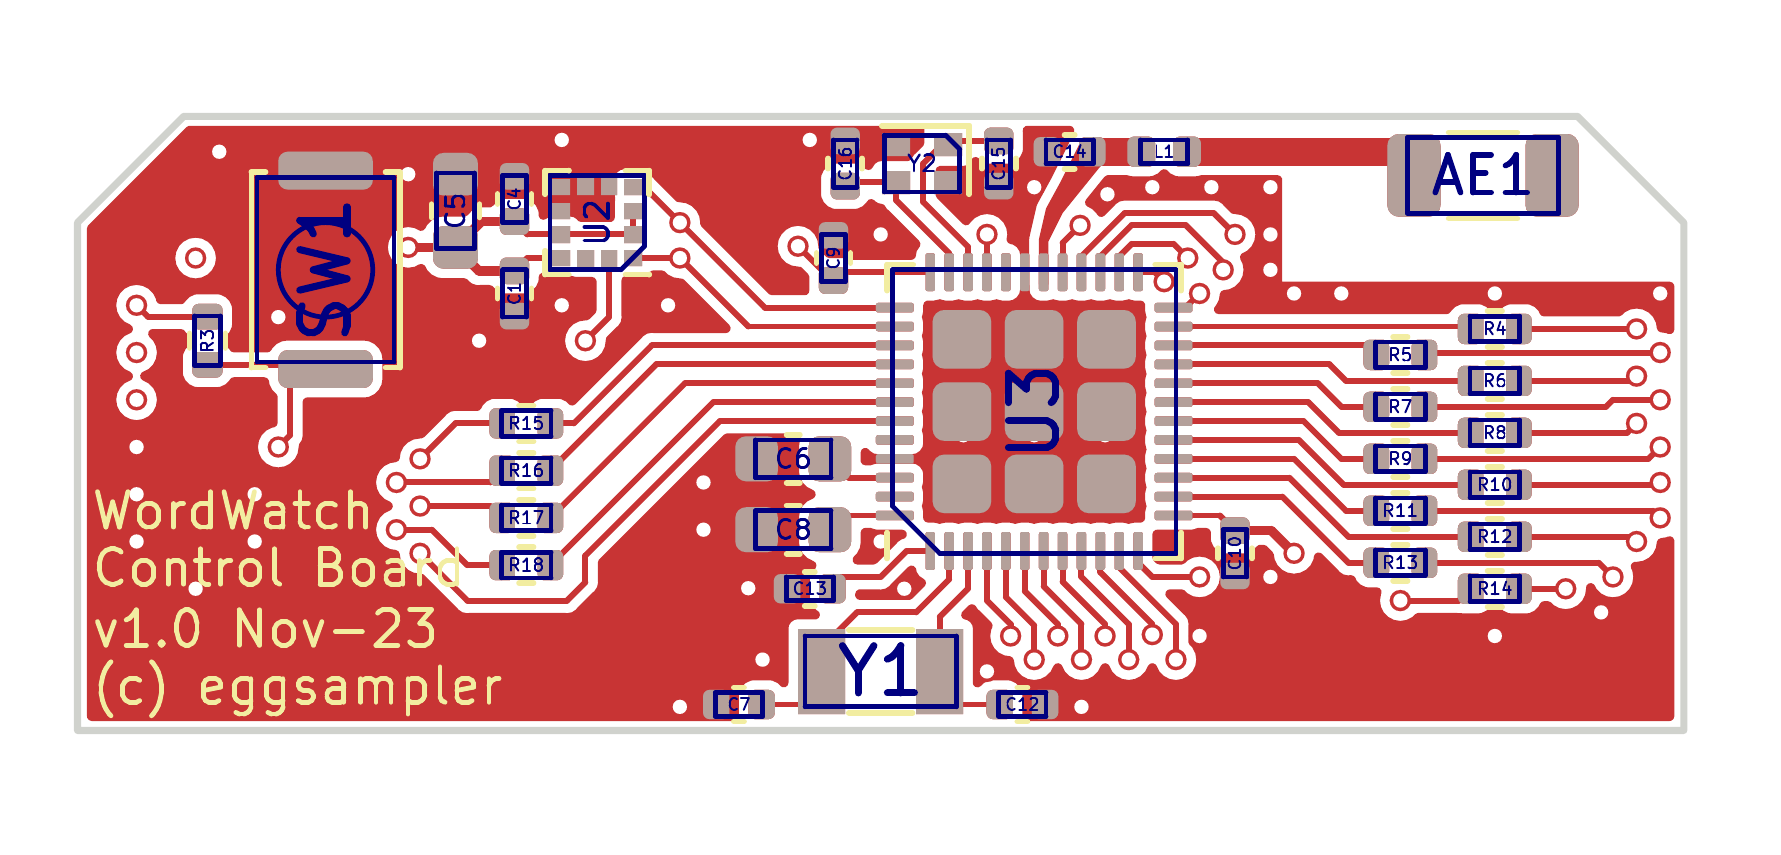 C16
Y2
C15
C14
L1
AE1
C5
C4
U2
SW1
C9
C1
R3
R4
R5
R6
R7
R8
R9
R10
R11
R12
R13
R14
U3
R15
R16
R17
R18
C6
C8
C13
C10
WordWatch
Control Board
v1.0 Nov-23
(c) eggsampler
Y1
C7
C12